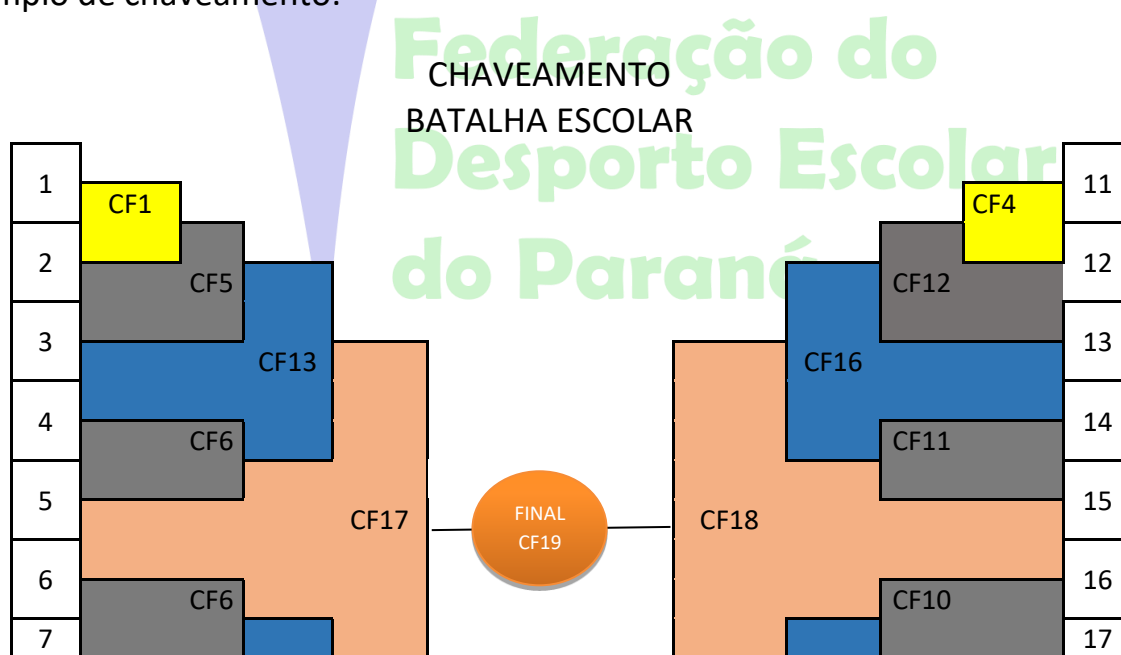 nplo de chaveamento:
Federação do
CHAVEAMENTO
BATALHA ESCOLAR
Desporto Escolar
do Paraná
1
CF1
CF4
11
2
CF5
CF12
12
3
CF13
CF16
13
4
CF6
CF11
14
5
CF17
FINAL
CF19
CF18
15
6
CF6
CF10
16
7
17